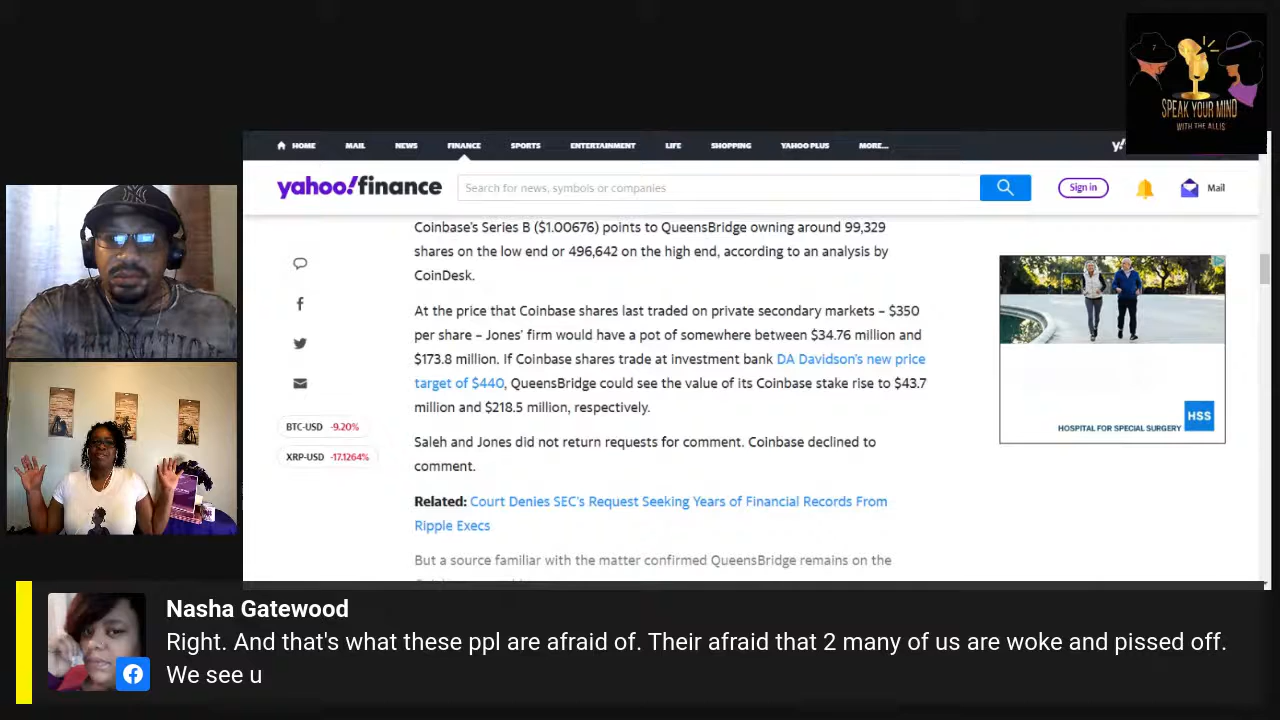 SPEAK YOUR MIND
WITH THE ALLIS
HOME MAIL NEWS FINANCE SPORTS ENTERTAINMENT LIFE SHOPPING YAHOO PLUS MORE... y!
yahoo!finance Search for news, symbols or companies Sign in Mail
Coinbase's Series B ($1.00676) points to QueensBridge owning around 99,329
shares on the low end or 496,642 on the high end, according to an analysis by
CoinDesk.
At the price that Coinbase shares last traded on private secondary markets – $350
per share – Jones' firm would have a pot of somewhere between $34.76 million and
$173.8 million. If Coinbase shares trade at investment bank DA Davidson's new price
target of $440, QueensBridge could see the value of its Coinbase stake rise to $43.7
million and $218.5 million, respectively.
Saleh and Jones did not return requests for comment. Coinbase declined to
comment.
Related: Court Denies SEC's Request Seeking Years of Financial Records From
Ripple Execs
But a source familiar with the matter confirmed QueensBridge remains on the
BTC-USD -9.20%
XRP-USD -17.1264%
HSS
HOSPITAL FOR SPECIAL SURGERY
Nasha Gatewood
Right. And that's what these ppl are afraid of. Their afraid that 2 many of us are woke and pissed off.
We see u